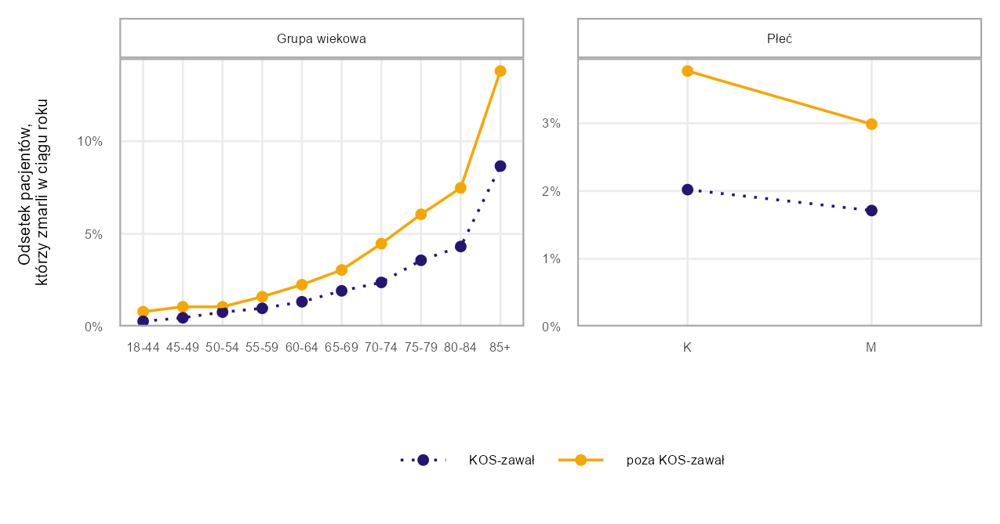 Grupa wiekowa
Płeć
Odsetek pacjentów,
którzy zmarli w ciągu roku
10%
5%
0%
18-44 45-49 50-54 55-59 60-64 65-69 70-74 75-79 80-84 85+
3%
2%
1%
0%
K M
KOS-zawał poza KOS-zawał